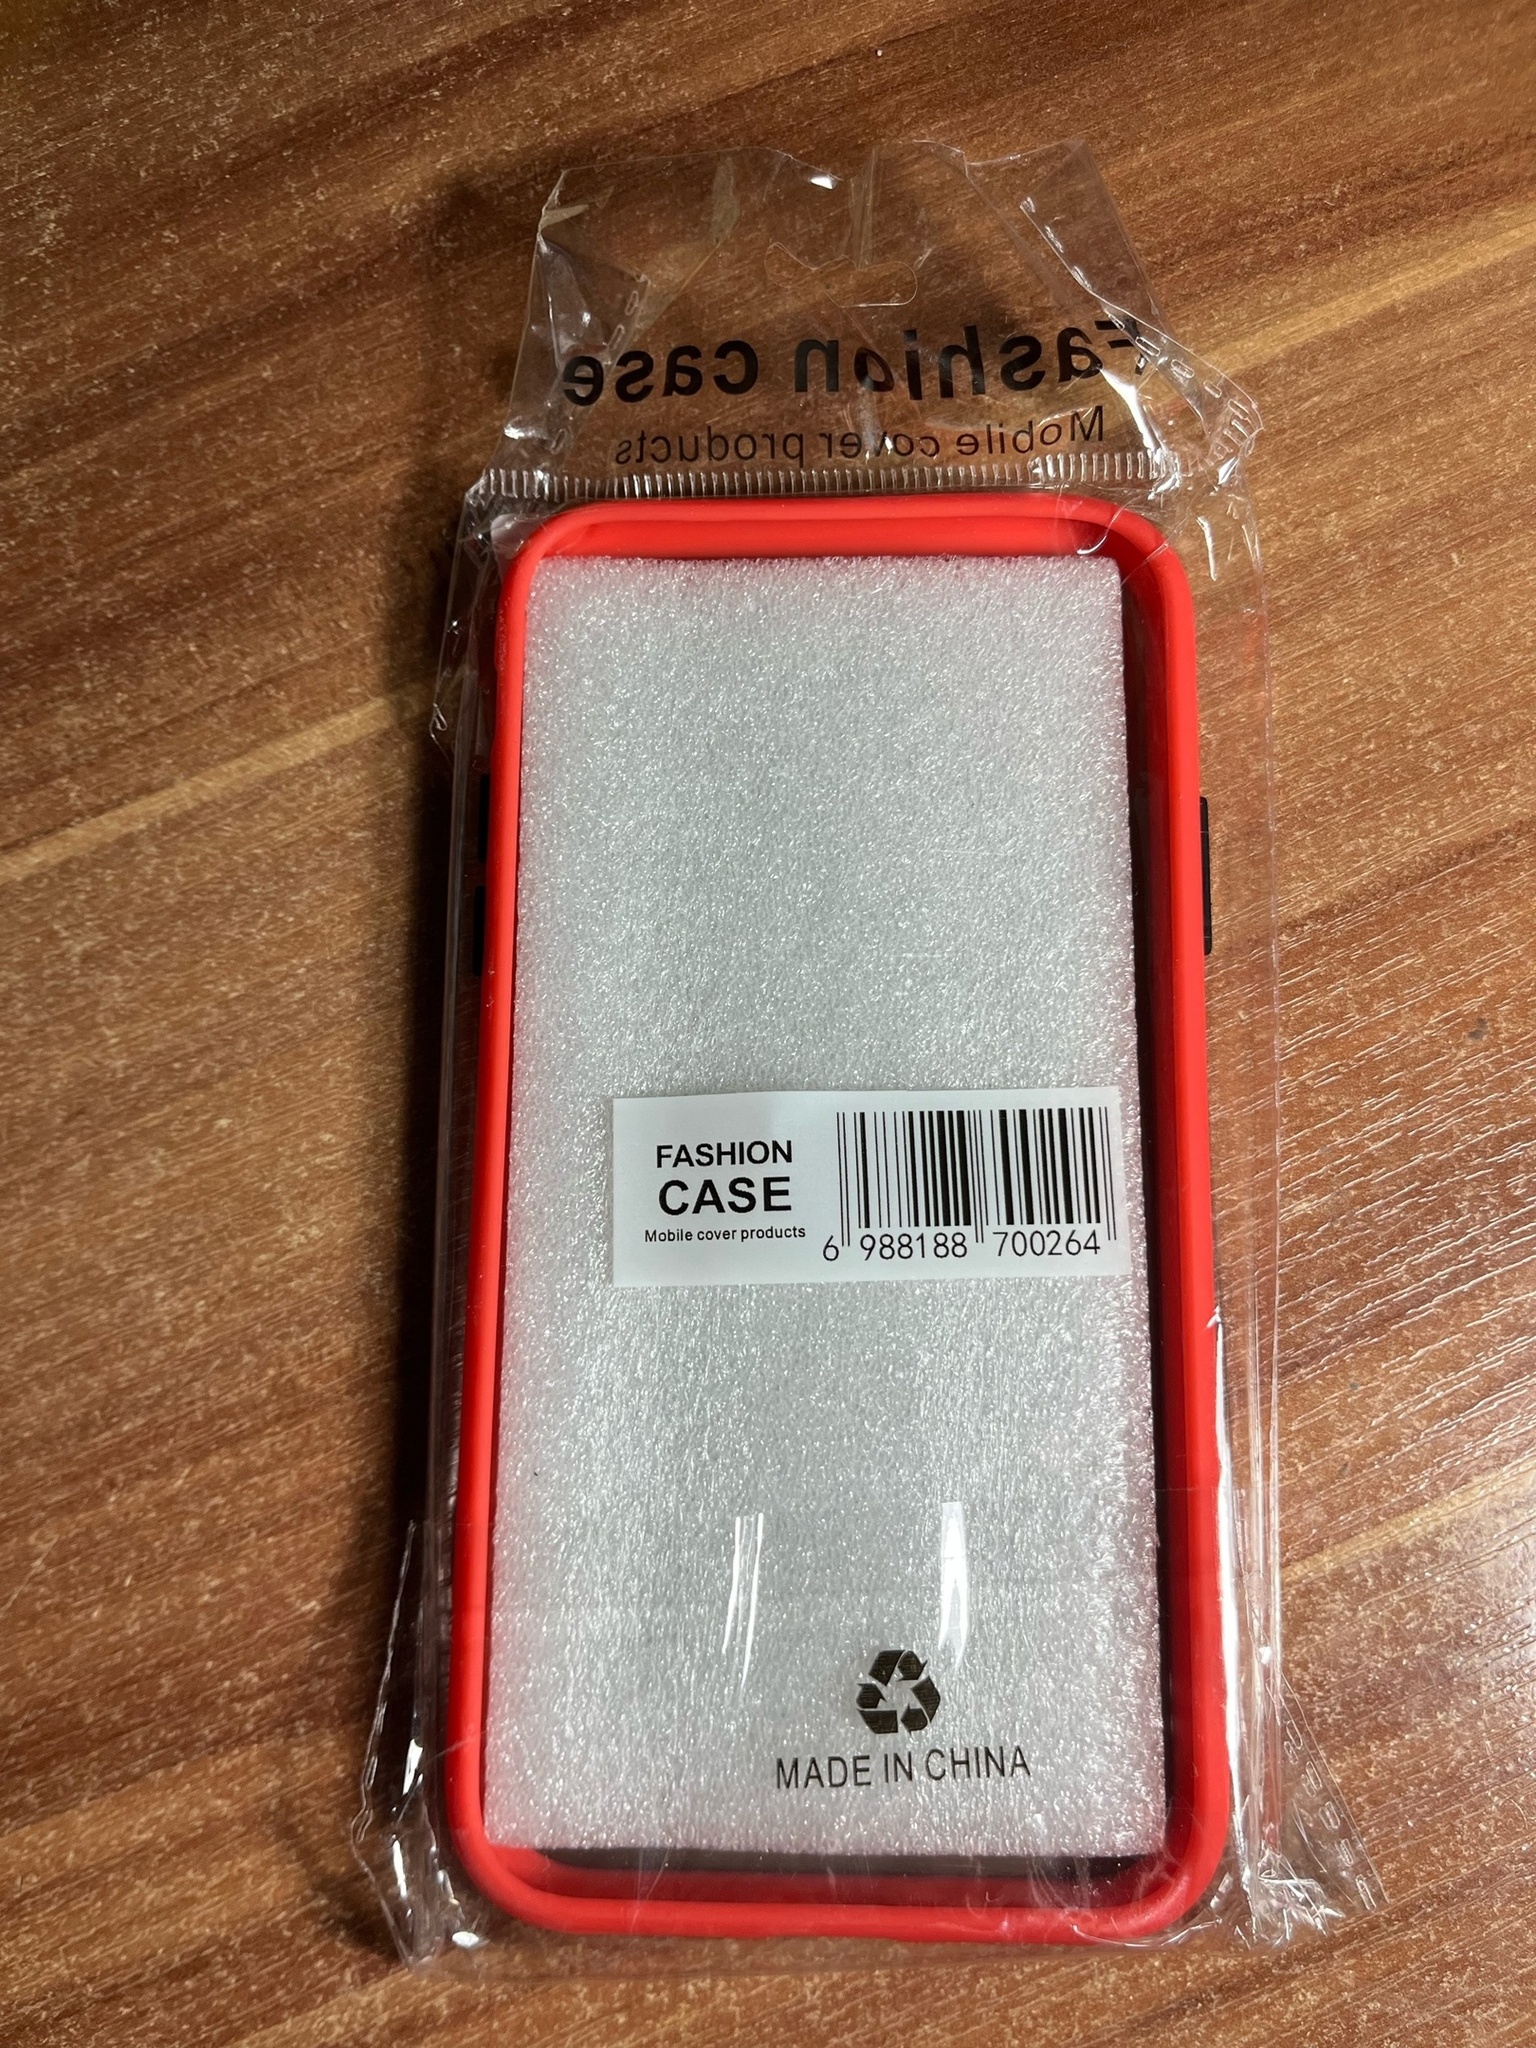 Fashion case
Mobile cover products
FASHION
CASE
Mobile cover products
6 988188 700264
MADE IN CHINA